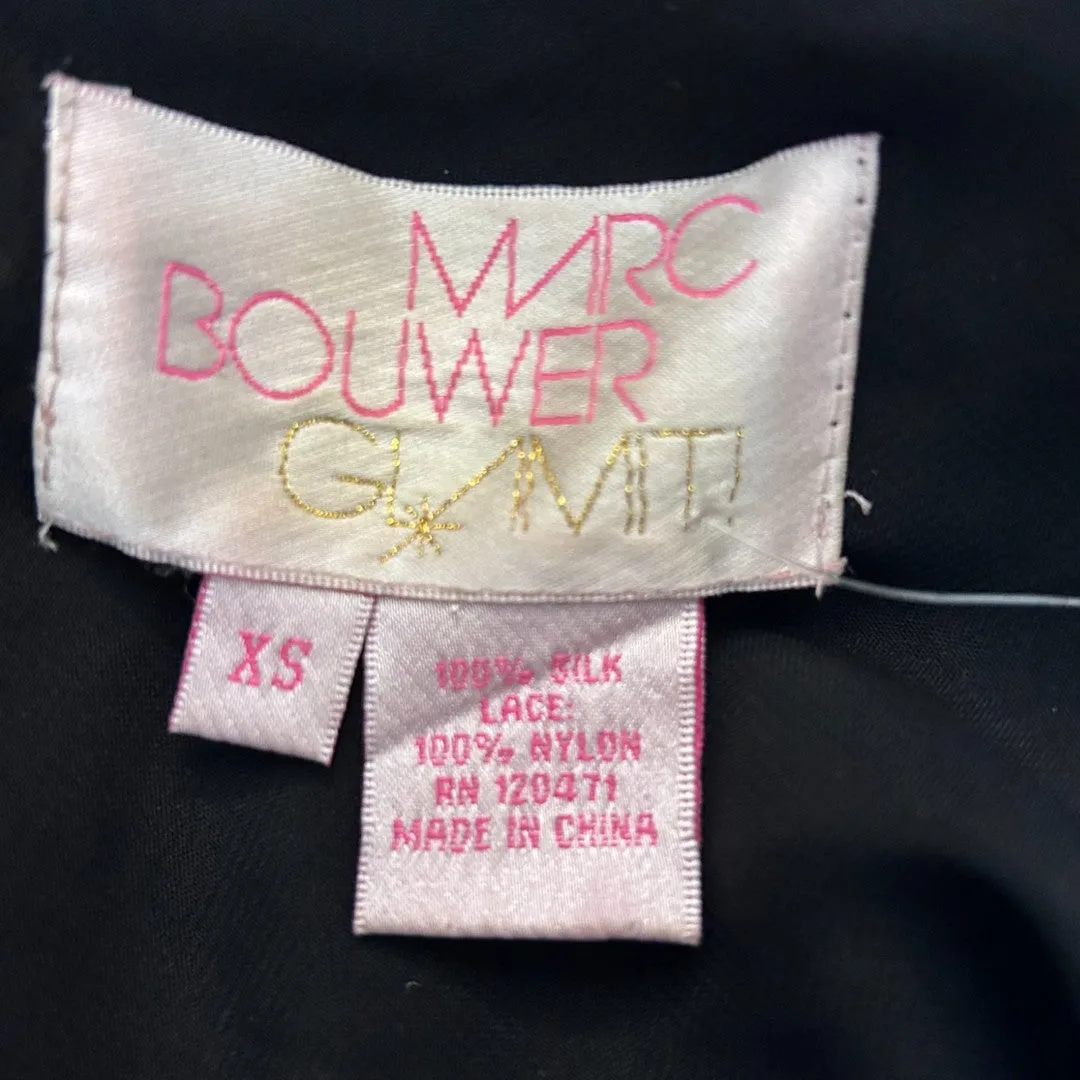 MARC
BOUWER
GLAMIT!
XS
100% SILK
LACE:
100% NYLON
RN 120471
MADE IN CHINA